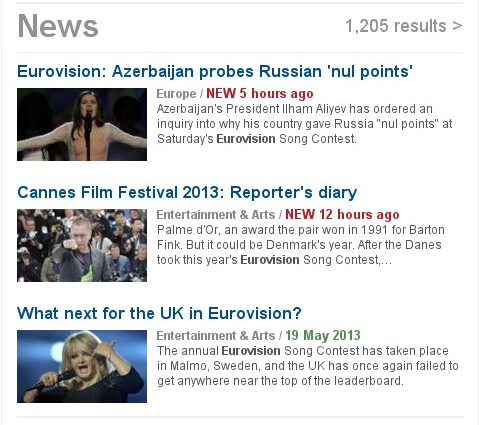 News
1,205 results >
Eurovision: Azerbaijan probes Russian 'nul points'
Europe / NEW 5 hours ago
Azerbaijan's President Ilham Aliyev has ordered an
inquiry into why his country gave Russia "nul points" at
Saturday's Eurovision Song Contest.
Cannes Film Festival 2013: Reporter's diary
Entertainment & Arts / NEW 12 hours ago
Palme d'Or, an award the pair won in 1991 for Barton
Fink. But it could be Denmark's year. After the Danes
took this year's Eurovision Song Contest,...
What next for the UK in Eurovision?
Entertainment & Arts / 19 May 2013
The annual Eurovision Song Contest has taken place
in Malmo, Sweden, and the UK has once again failed to
get anywhere near the top of the leaderboard.